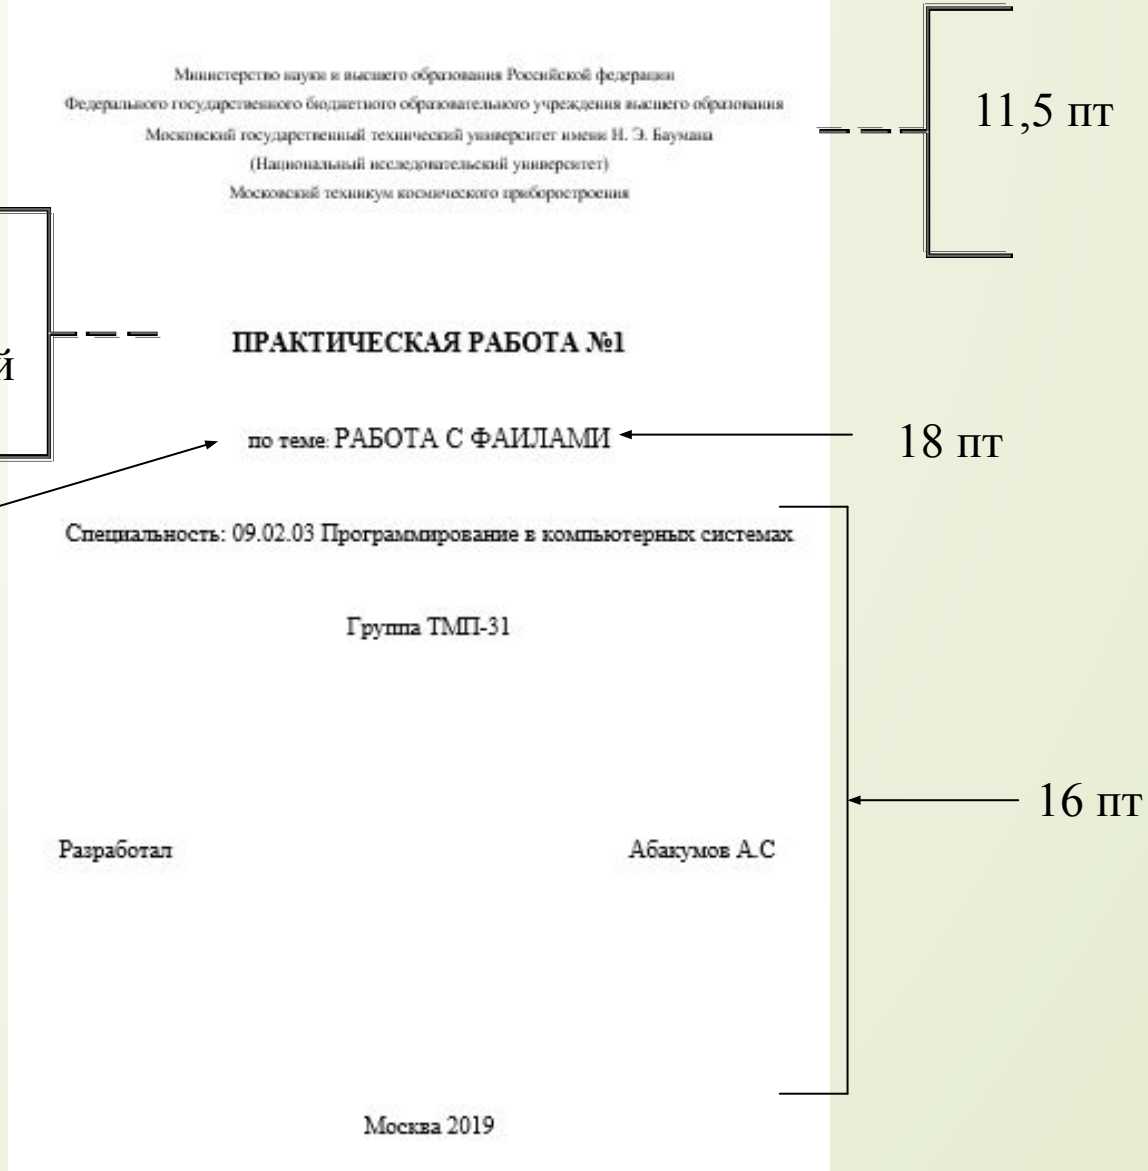 Министерство науки и высшего образования Российской федерации
Федерального государственного бюджетного образовательного учреждения высшего образования
Московский государственный технический университет имени Н. Э. Баумана
(Национальный исследовательский университет)
Московский техникум космического приборостроения
11,5 пт
ПРАКТИЧЕСКАЯ РАБОТА №1
й
по теме: РАБОТА С ФАИЛАМИ
18 пт
Специальность: 09.02.03 Программирование в компьютерных системах
Группа ТМП-31
16 пт
Разработал Абакумов А.С
Москва 2019